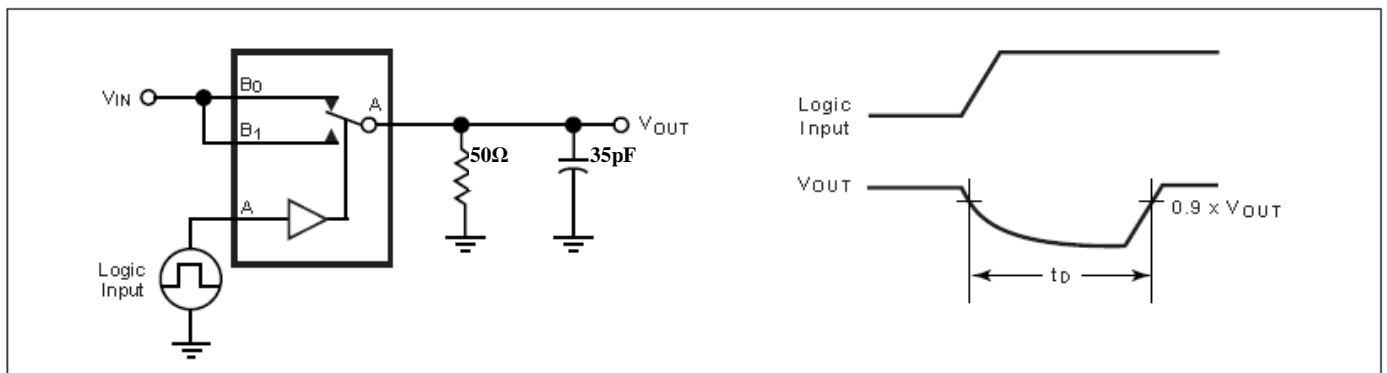 VIN
B0
B1
A
A
VOUT
50Ω
35pF
Logic
Input
Logic
Input
VOUT
0.9 x VOUT
tD